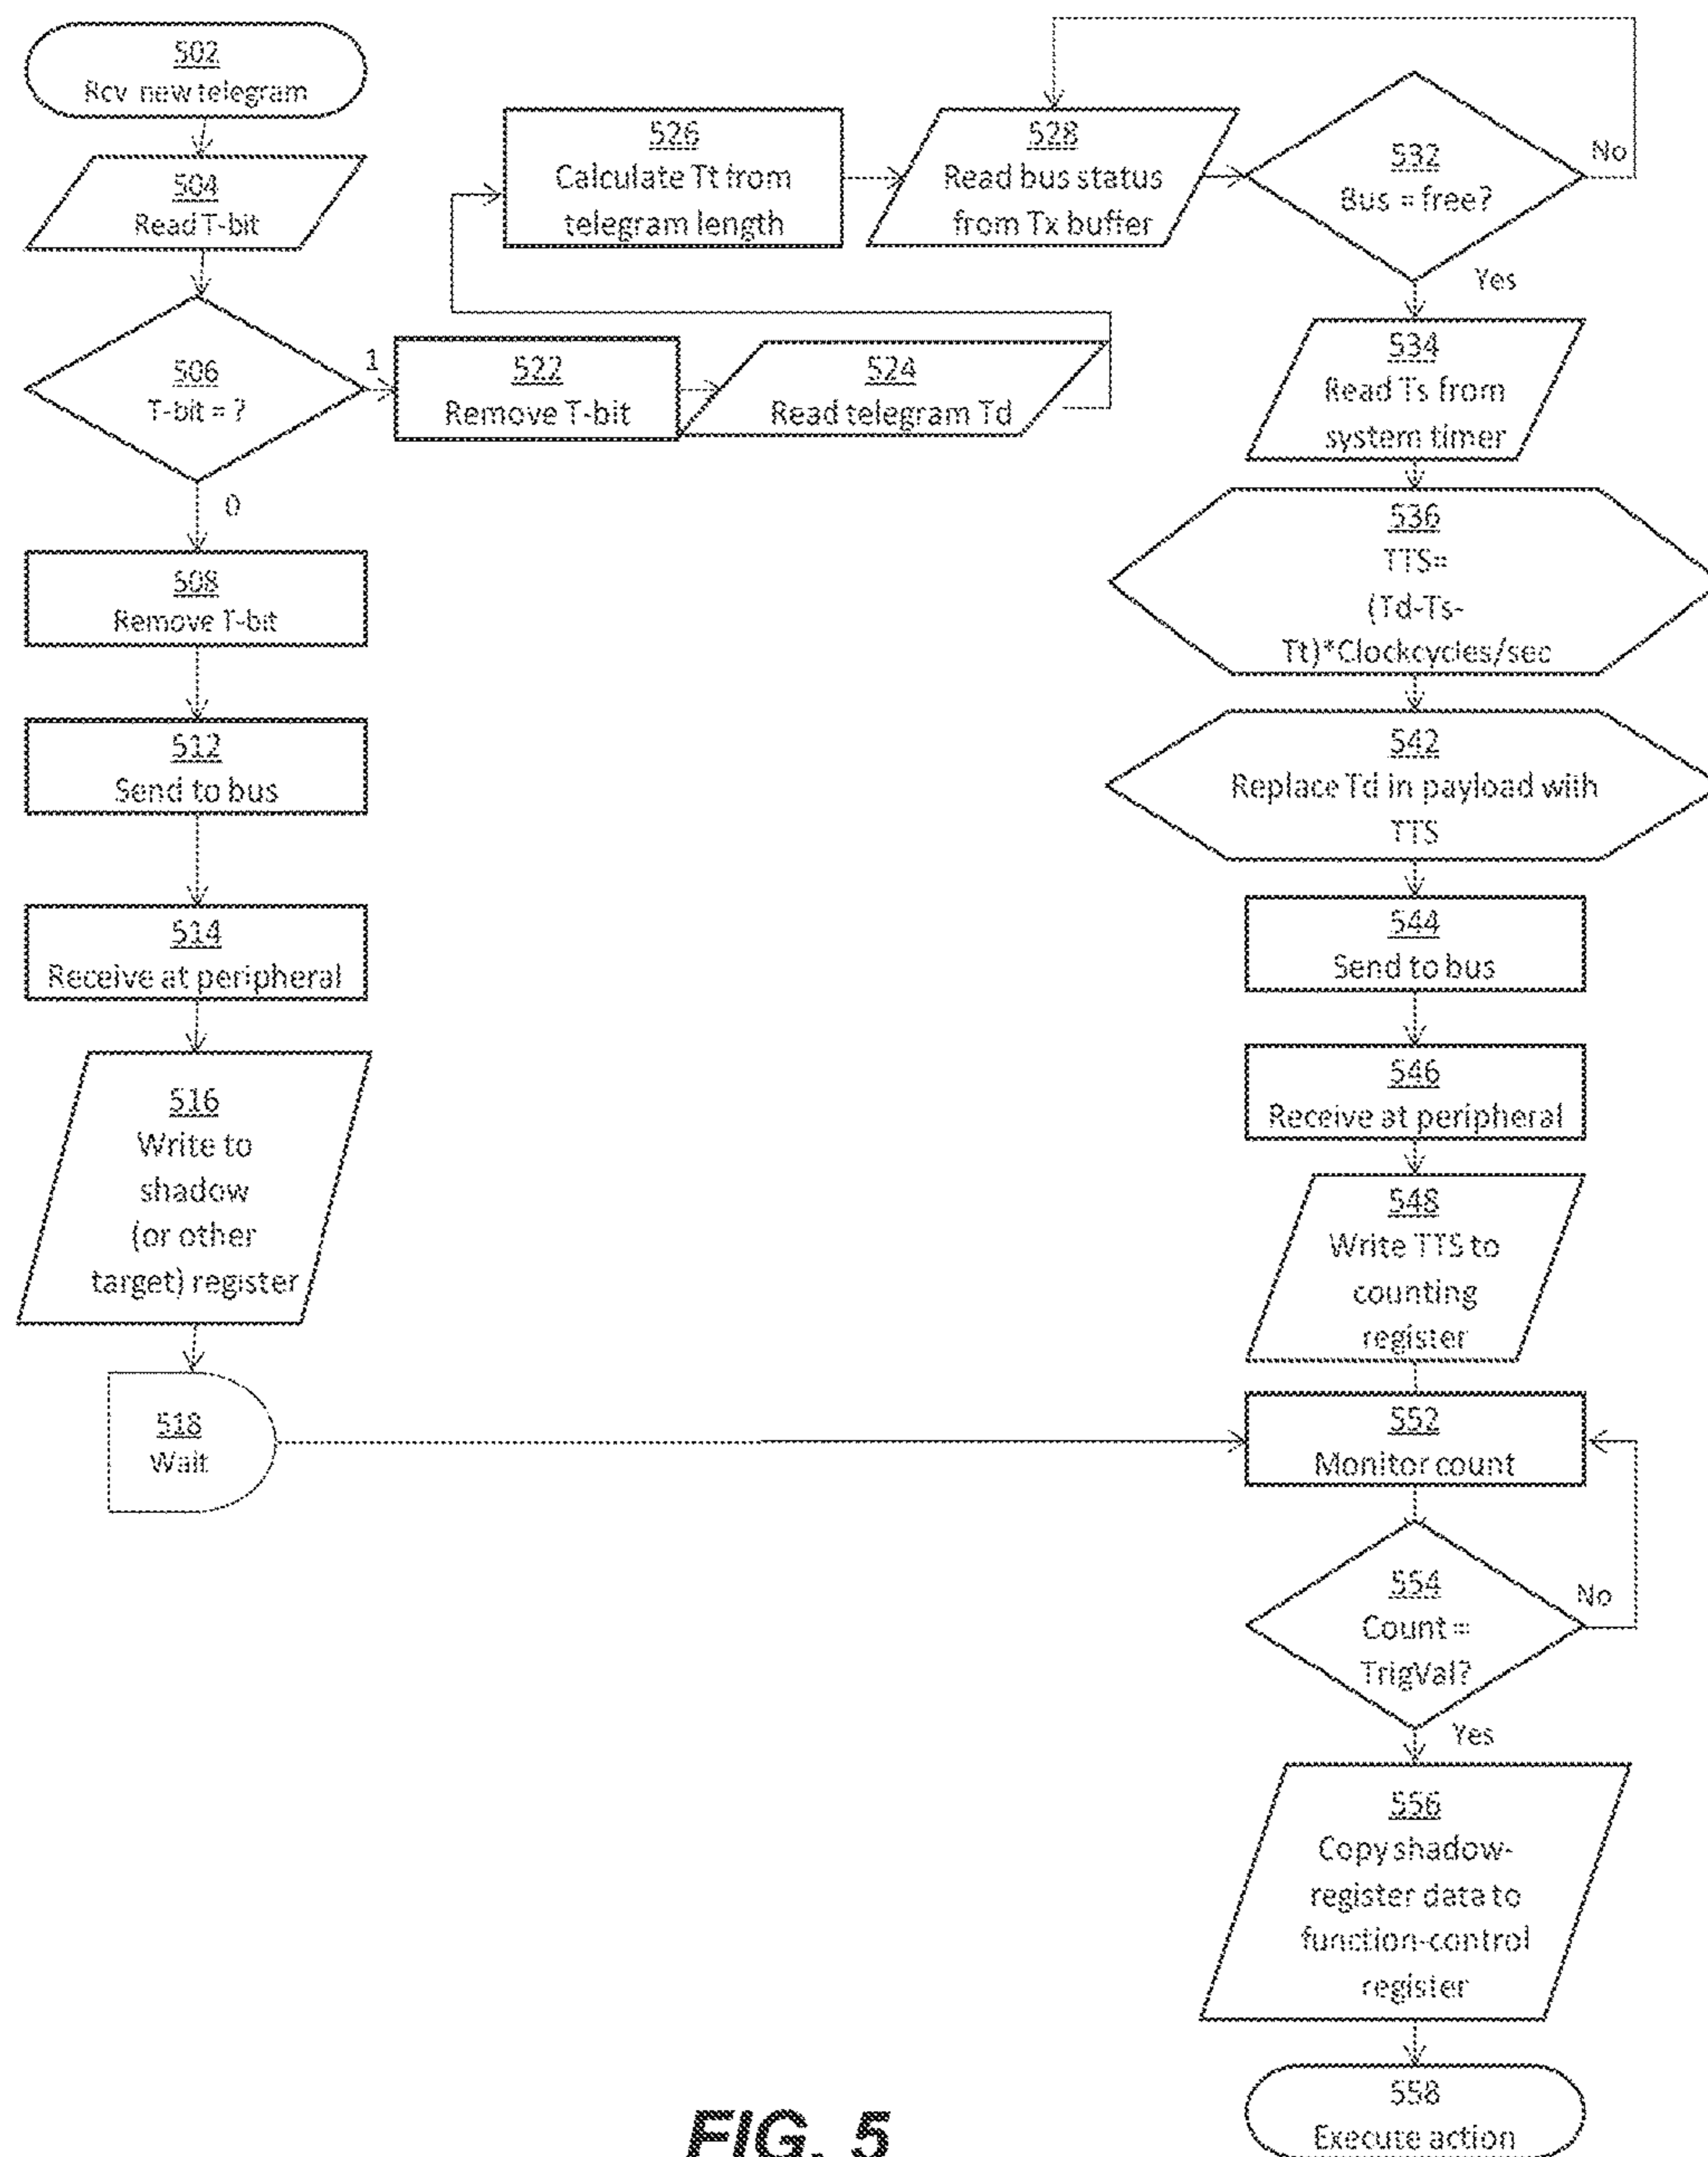 502
Rcv new telegram
504
Read T-bit
506
T-bit = ?
1
0
508
Remove T-bit
512
Send to bus
514
Receive at peripheral
516
Write to
shadow
(or other
target) register
518
Wait
522
Remove T-bit
524
Read telegram Td
526
Calculate Tt from
telegram length
528
Read bus status
from Tx buffer
532
Bus = free?
No
Yes
534
Read Ts from
system timer
536
TTS=
(Td-Ts-
Tt)*Clockcycles/sec
542
Replace Td in payload with
TTS
544
Send to bus
546
Receive at peripheral
548
Write TTS to
counting
register
552
Monitor count
554
Count =
TrigVal?
No
Yes
556
Copy shadow-
register data to
function-control
register
558
Execute action
FIG. 5